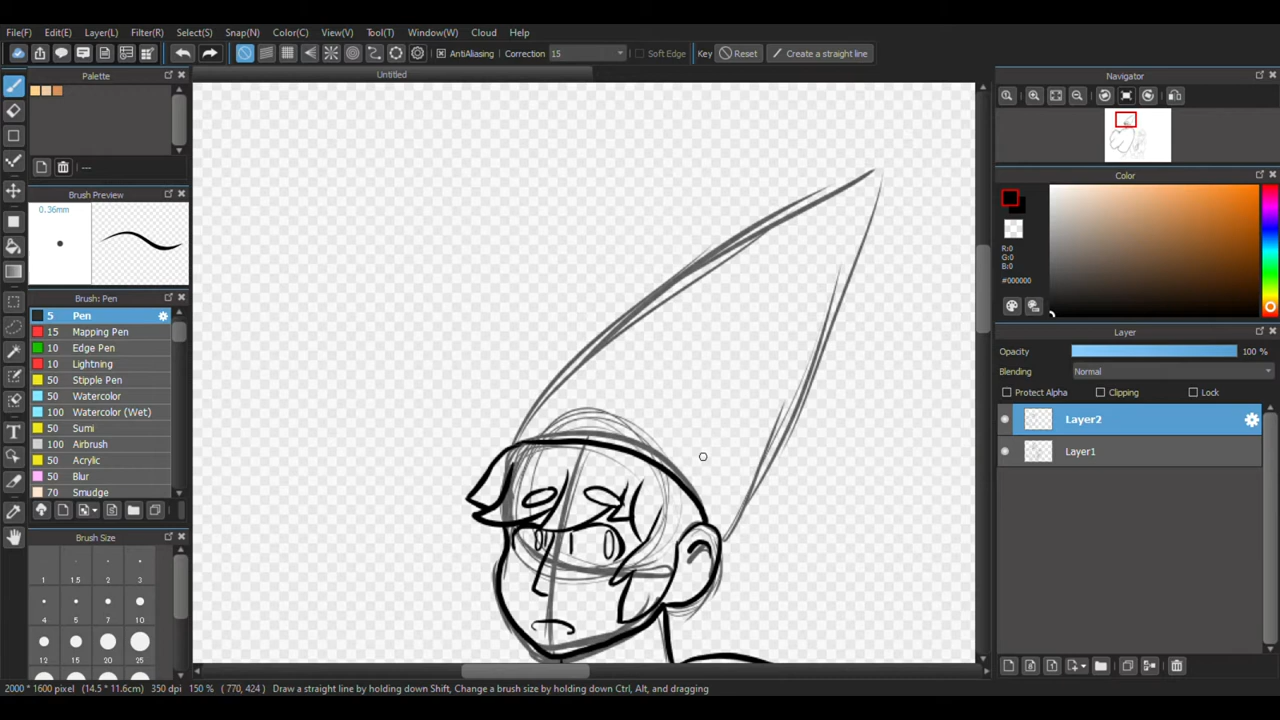 File(F) Edit(E) Layer(L) Filter(R) Select(S) Snap(N) Color(C) View(V) Tool(T) Window(W) Cloud Help
AntiAliasing Correction 15 Soft Edge Key Reset Create a straight line
Palette
Untitled
Navigator
---
Brush Preview
0.36mm
Color
R:0
G:0
B:0
#000000
Brush: Pen
5 Pen
15 Mapping Pen
10 Edge Pen
10 Lightning
50 Stipple Pen
50 Watercolor
100 Watercolor (Wet)
50 Sumi
100 Airbrush
50 Acrylic
50 Blur
70 Smudge
Brush Size
1 1.5 2 3
4 5 7 10
12 15 20 25
Layer
Opacity 100 %
Blending Normal
Protect Alpha Clipping Lock
Layer2
Layer1
2000 * 1600 pixel (14.5 * 11.6cm) 350 dpi 150 % ( 770, 424 ) Draw a straight line by holding down Shift, Change a brush size by holding down Ctrl, Alt, and dragging